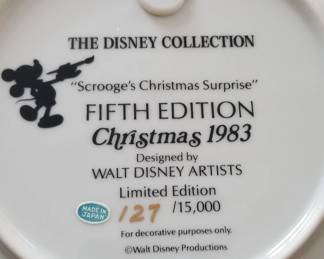 THE DISNEY COLLECTION
"Scrooge's Christmas Surprise"
FIFTH EDITION
Christmas 1983
Designed by
WALT DISNEY ARTISTS
Limited Edition
MADE IN
JAPAN
127 /15,000
For decorative purposes only.
©Walt Disney Productions